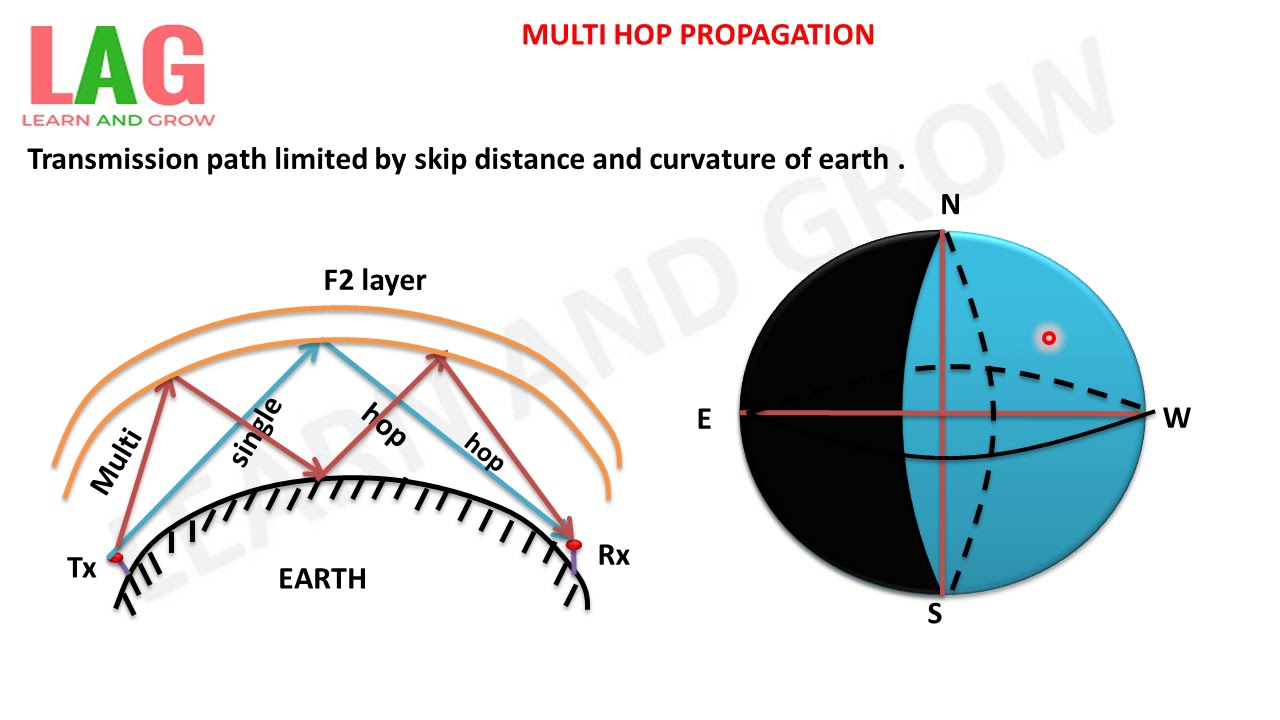 LAG
LEARN AND GROW
MULTI HOP PROPAGATION
Transmission path limited by skip distance and curvature of earth .
F2 layer
Multi
single
hop
hop
Tx
Rx
EARTH
N
E
W
S
LEARN AND GROW